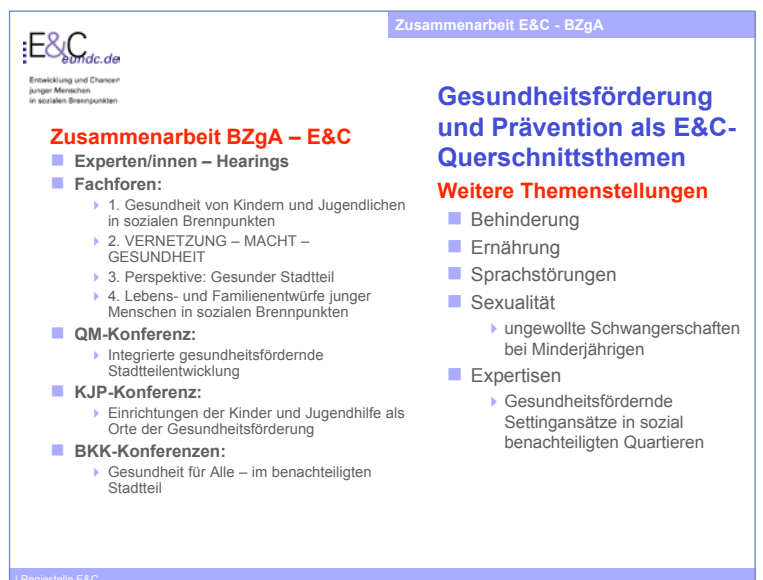 Zusammenarbeit E&C - BZgA
E&C
eundc.de
Entwicklung und Chancen
junger Menschen
in sozialen Brennpunkten
Zusammenarbeit BZgA – E&C
Experten/innen – Hearings
Fachforen:
1. Gesundheit von Kindern und Jugendlichen
in sozialen Brennpunkten
2. VERNETZUNG – MACHT –
GESUNDHEIT
3. Perspektive: Gesunder Stadtteil
4. Lebens- und Familienentwürfe junger
Menschen in sozialen Brennpunkten
QM-Konferenz:
Integrierte gesundheitsfördernde
Stadtteilentwicklung
KJP-Konferenz:
Einrichtungen der Kinder und Jugendhilfe als
Orte der Gesundheitsförderung
BKK-Konferenzen:
Gesundheit für Alle – im benachteiligten
Stadtteil
Gesundheitsförderung
und Prävention als E&C-
Querschnittsthemen
Weitere Themenstellungen
Behinderung
Ernährung
Sprachstörungen
Sexualität
ungewollte Schwangerschaften
bei Minderjährigen
Expertisen
Gesundheitsfördernde
Settingansätze in sozial
benachteiligten Quartieren
| Regiestelle E&C